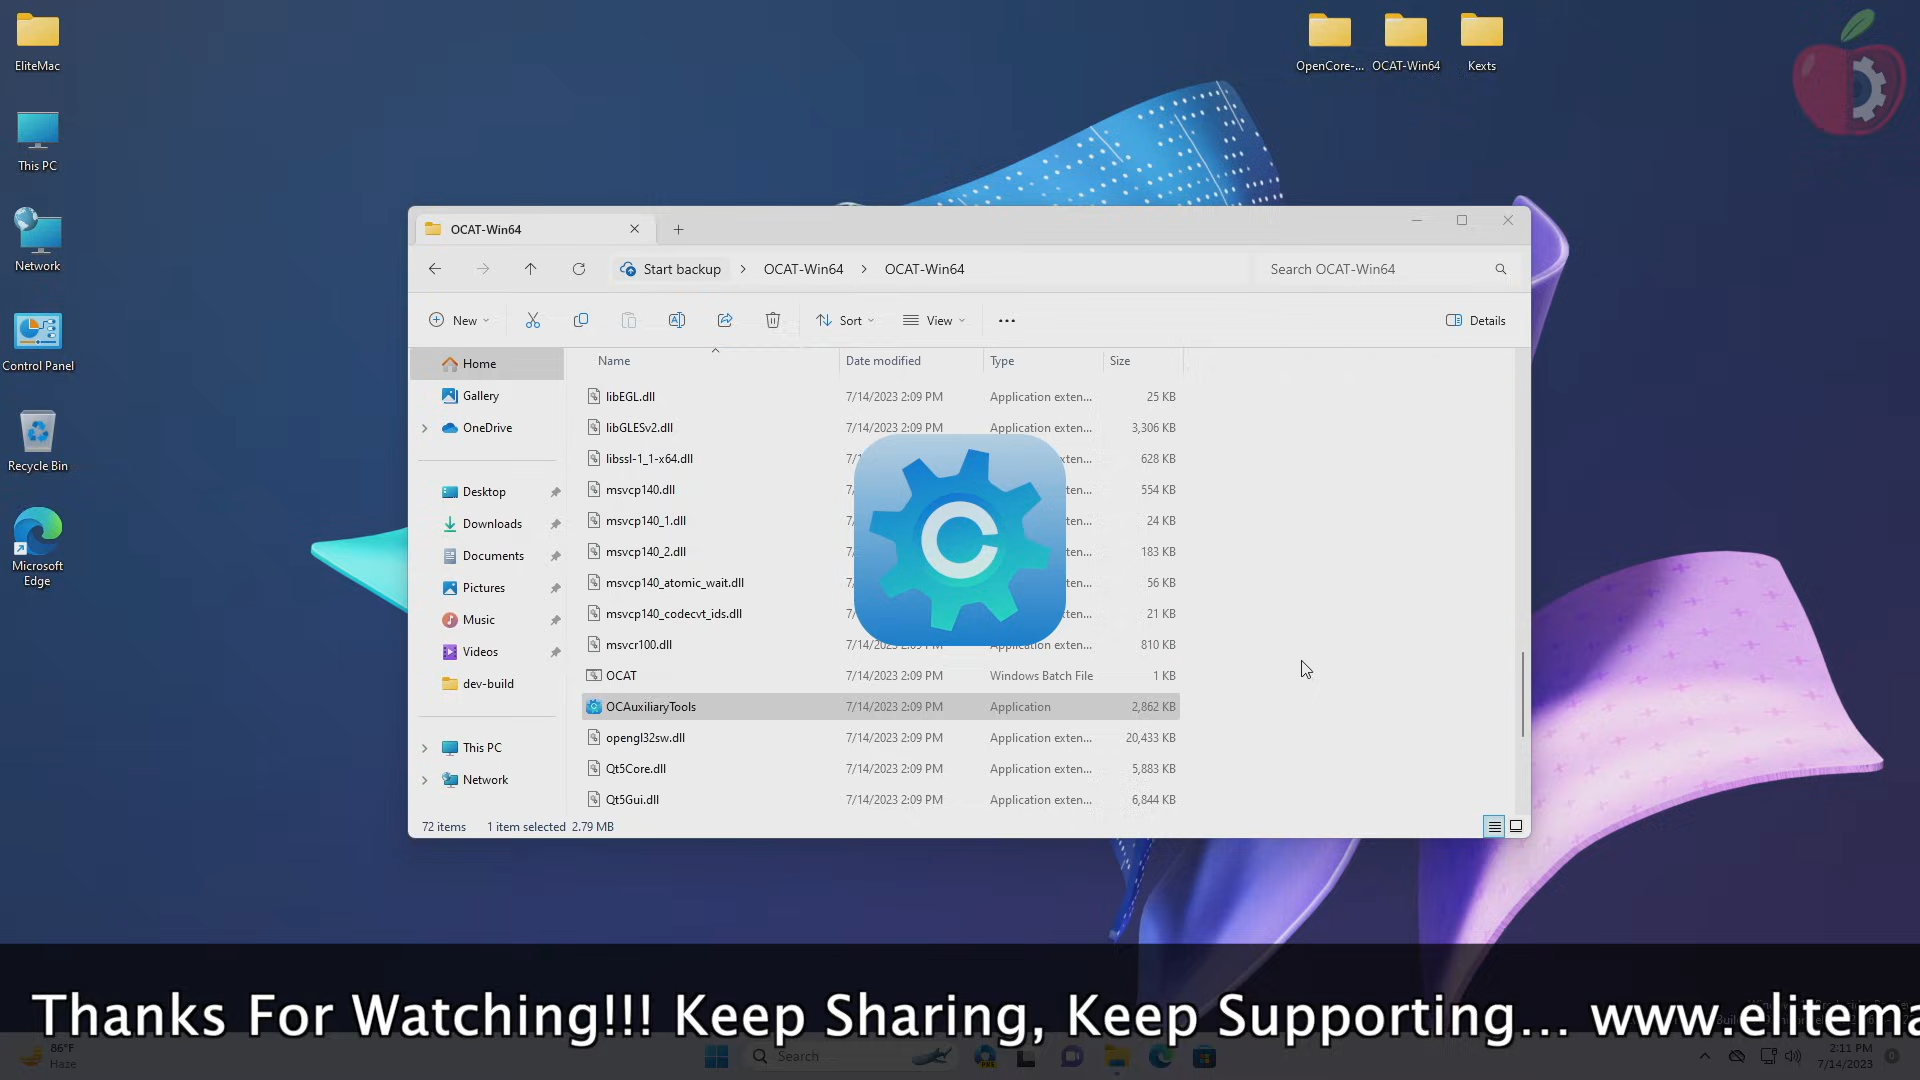 EliteMac
This PC
Network
Control Panel
Recycle Bin
Microsoft
Edge
OpenCore-...
OCAT-Win64
Kexts
OCAT-Win64
Start backup
OCAT-Win64
OCAT-Win64
Search OCAT-Win64
New
Sort
View
Details
Home
Gallery
OneDrive
Desktop
Downloads
Documents
Pictures
Music
Videos
dev-build
This PC
Network
Name Date modified Type Size
libEGL.dll 7/14/2023 2:09 PM Application exten... 25 KB
libGLESv2.dll 7/14/2023 2:09 PM Application exten... 3,306 KB
libssl-1_1-x64.dll 628 KB
msvcp140.dll 554 KB
msvcp140_1.dll 24 KB
msvcp140_2.dll 183 KB
msvcp140_atomic_wait.dll 56 KB
msvcp140_codecvt_ids.dll 21 KB
msvcr100.dll 7/14/2023 2:09 PM Application exten... 810 KB
OCAT 7/14/2023 2:09 PM Windows Batch File 1 KB
OCAuxiliaryTools 7/14/2023 2:09 PM Application 2,862 KB
opengl32sw.dll 7/14/2023 2:09 PM Application exten... 20,433 KB
Qt5Core.dll 7/14/2023 2:09 PM Application exten... 5,883 KB
Qt5Gui.dll 7/14/2023 2:09 PM Application exten... 6,844 KB
72 items 1 item selected 2.79 MB
Thanks For Watching!!! Keep Sharing, Keep Supporting... www.elitema
86°F
Haze
Search
2:11 PM
7/14/2023